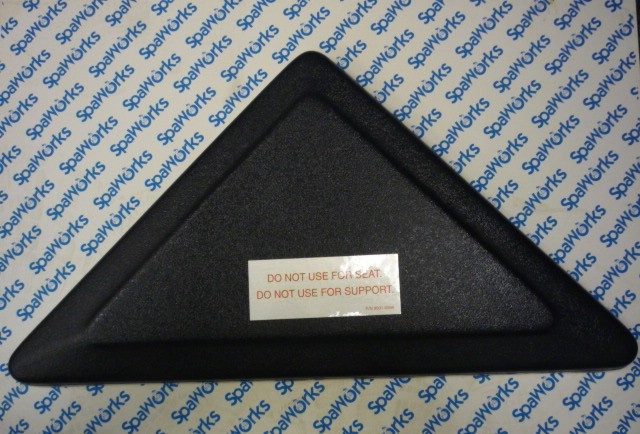 SpaWorks
DO NOT USE FOR SEAT.
DO NOT USE FOR SUPPORT.